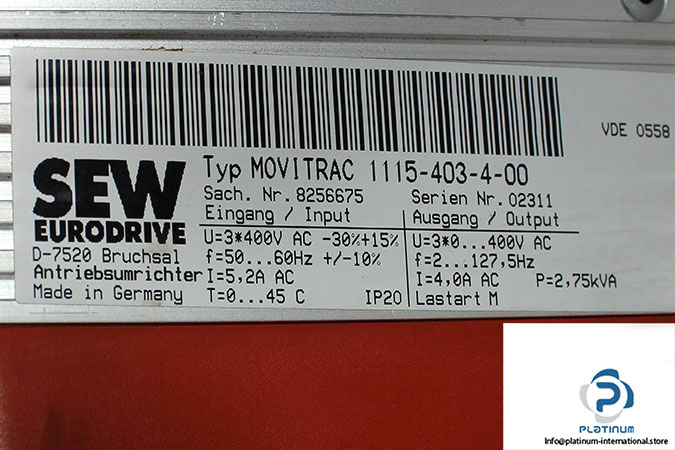 VDE 0558
SEW
EURODRIVE
D-7520 Bruchsal
Antriebsumrichter
Made in Germany
Typ MOVITRAC 1115-403-4-00
Sach. Nr. 8256675
Serien Nr. 02311
Eingang / Input
U=3*400V AC -30%+15%
f=50...60Hz +/-10%
I=5,2A AC
T=0...45 C IP20
Ausgang / Output
U=3*0...400V AC
f=2...127,5Hz
I=4,0A AC P=2,75kVA
Lastart M
PLATINUM
Info@platinum-international.store